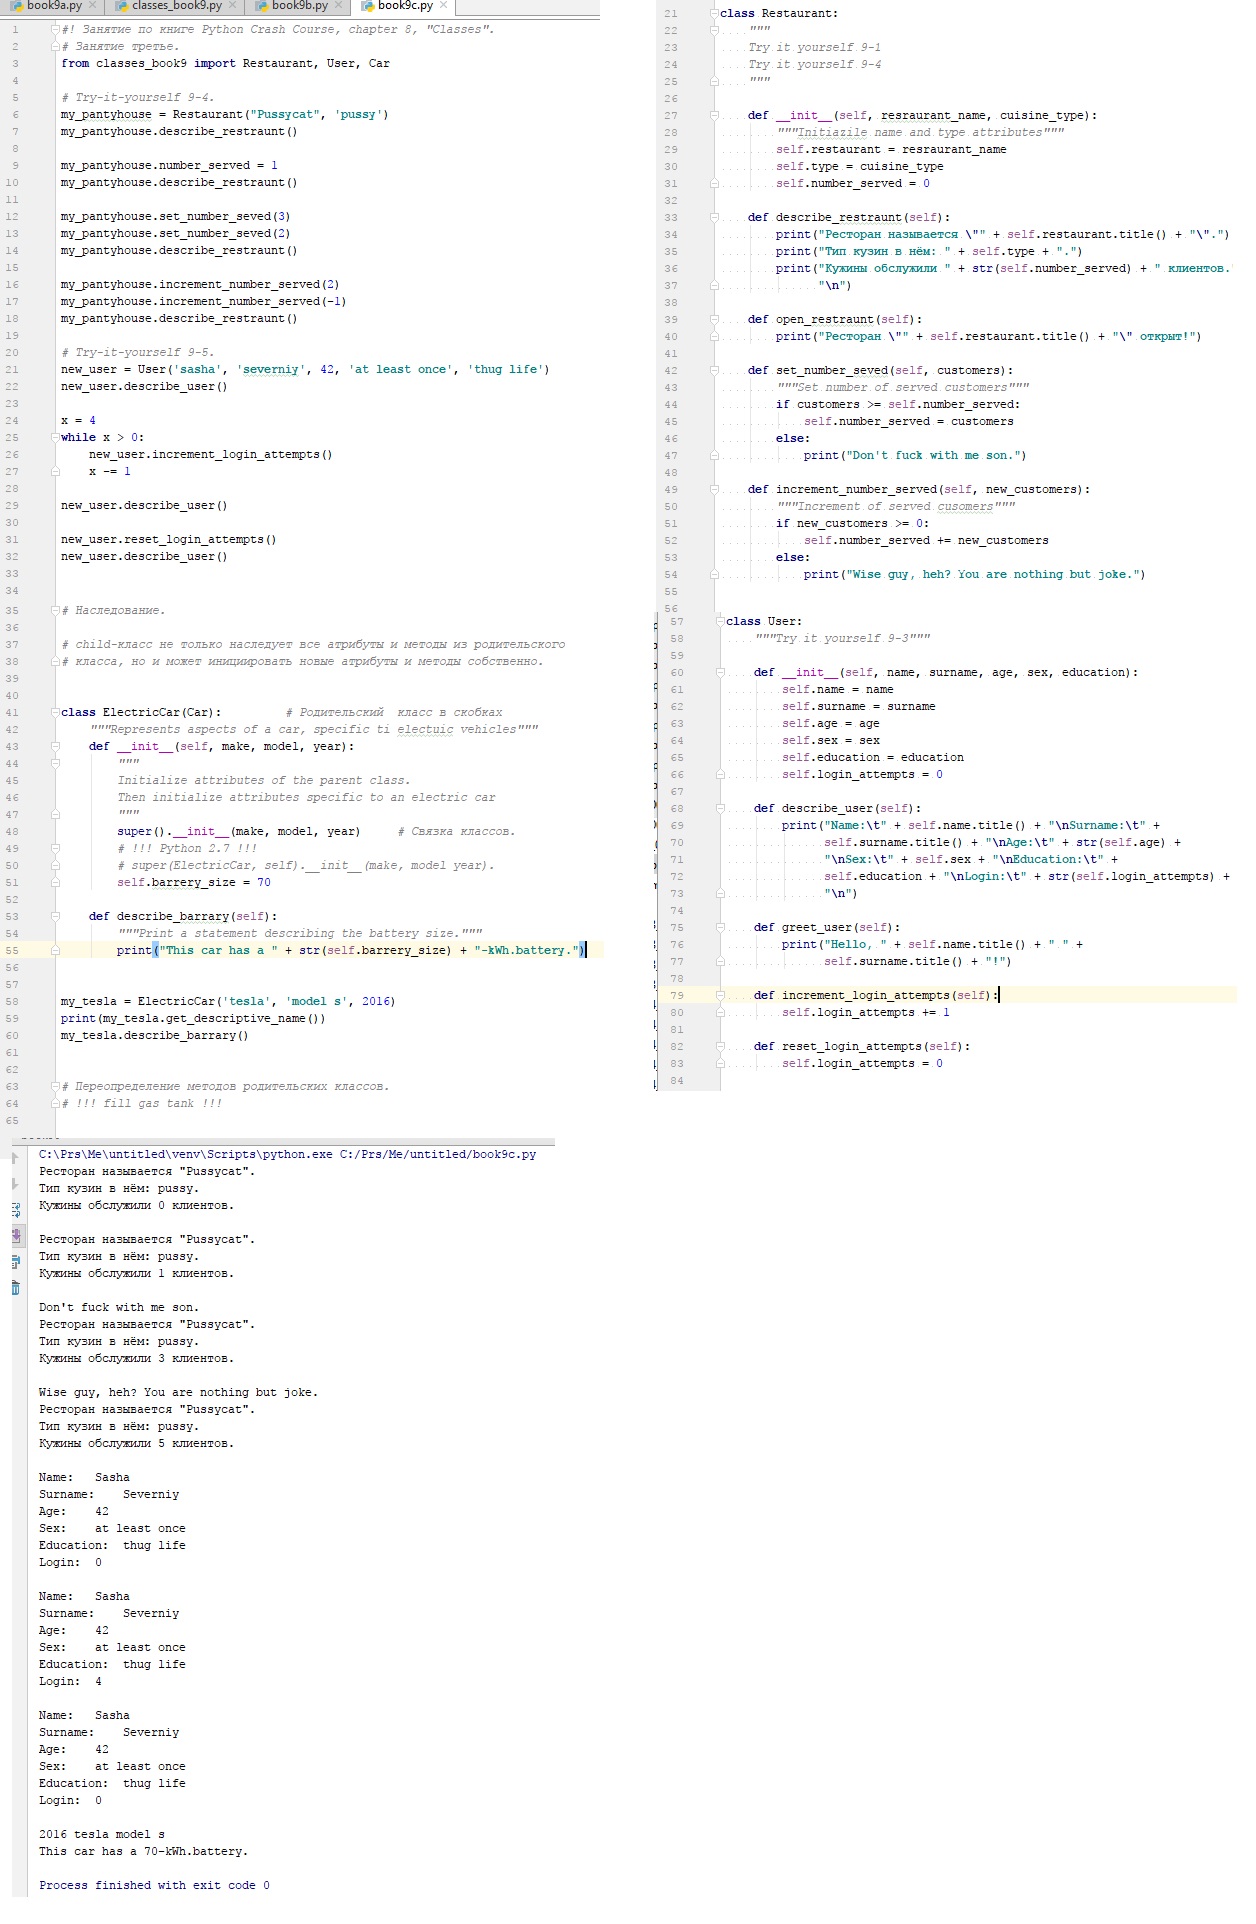 book9a.py
classes_book9.py
book9b.py
book9c.py
1 #! Занятие по книге Python Crash Course, chapter 8, "Classes".
2 # Занятие третье.
3 from classes_book9 import Restaurant, User, Car
4
5 # Try-it-yourself 9-4.
6 my_pantyhouse = Restaurant("Pussycat", 'pussy')
7 my_pantyhouse.describe_restraunt()
8
9 my_pantyhouse.number_served = 1
10 my_pantyhouse.describe_restraunt()
11
12 my_pantyhouse.set_number_seved(3)
13 my_pantyhouse.set_number_seved(2)
14 my_pantyhouse.describe_restraunt()
15
16 my_pantyhouse.increment_number_served(2)
17 my_pantyhouse.increment_number_served(-1)
18 my_pantyhouse.describe_restraunt()
19
20 # Try-it-yourself 9-5.
21 new_user = User('sasha', 'severniy', 42, 'at least once', 'thug life')
22 new_user.describe_user()
23
24 x = 4
25 while x > 0:
26     new_user.increment_login_attempts()
27     x -= 1
28
29 new_user.describe_user()
30
31 new_user.reset_login_attempts()
32 new_user.describe_user()
33
34
35 # Наследование.
36
37 # child-класс не только наследует все атрибуты и методы из родительского
38 # класса, но и может инициировать новые атрибуты и методы собственно.
39
40
41 class ElectricCar(Car):         # Родительский  класс в скобках
42     """Represents aspects of a car, specific ti electuic vehicles"""
43     def __init__(self, make, model, year):
44         """
45         Initialize attributes of the parent class.
46         Then initialize attributes specific to an electric car
47         """
48         super().__init__(make, model, year)     # Связка классов.
49         # !!! Python 2.7 !!!
50         # super(ElectricCar, self).__init__(make, model year).
51         self.barrery_size = 70
52
53     def describe_barrary(self):
54         """Print a statement describing the battery size."""
55         print("This car has a " + str(self.barrery_size) + "-kWh.battery.")
56
57
58 my_tesla = ElectricCar('tesla', 'model s', 2016)
59 print(my_tesla.get_descriptive_name())
60 my_tesla.describe_barrary()
61
62
63 # Переопределение методов родительских классов.
64 # !!! fill gas tank !!!
65
21 class Restaurant:
22     """
23     Try it yourself 9-1
24     Try it yourself 9-4
25     """
26
27     def __init__(self, resraurant_name, cuisine_type):
28         """Initiazile name and type attributes"""
29         self.restaurant = resraurant_name
30         self.type = cuisine_type
31         self.number_served = 0
32
33     def describe_restraunt(self):
34         print("Ресторан называется \"" + self.restaurant.title() + "\".")
35         print("Тип кузин в нём: " + self.type + ".")
36         print("Кужины обслужили " + str(self.number_served) + " клиентов."
37               "\n")
38
39     def open_restraunt(self):
40         print("Ресторан \"" + self.restaurant.title() + "\" открыт!")
41
42     def set_number_seved(self, customers):
43         """Set number of served customers"""
44         if customers >= self.number_served:
45             self.number_served = customers
46         else:
47             print("Don't fuck with me son.")
48
49     def increment_number_served(self, new_customers):
50         """Increment of served cusomers"""
51         if new_customers >= 0:
52             self.number_served += new_customers
53         else:
54             print("Wise guy, heh? You are nothing but joke.")
55
56
57 class User:
58     """Try it yourself 9-3"""
59
60     def __init__(self, name, surname, age, sex, education):
61         self.name = name
62         self.surname = surname
63         self.age = age
64         self.sex = sex
65         self.education = education
66         self.login_attempts = 0
67
68     def describe_user(self):
69         print("Name:\t" + self.name.title() + "\nSurname:\t" +
70               self.surname.title() + "\nAge:\t" + str(self.age) +
71               "\nSex:\t" + self.sex + "\nEducation:\t" +
72               self.education + "\nLogin:\t" + str(self.login_attempts) +
73               "\n")
74
75     def greet_user(self):
76         print("Hello, " + self.name.title() + " " +
77               self.surname.title() + "!")
78
79     def increment_login_attempts(self):
80         self.login_attempts += 1
81
82     def reset_login_attempts(self):
83         self.login_attempts = 0
84
C:\Prs\Me\untitled\venv\Scripts\python.exe C:/Prs/Me/untitled/book9c.py
Ресторан называется "Pussycat".
Тип кузин в нём: pussy.
Кужины обслужили 0 клиентов.

Ресторан называется "Pussycat".
Тип кузин в нём: pussy.
Кужины обслужили 1 клиентов.

Don't fuck with me son.
Ресторан называется "Pussycat".
Тип кузин в нём: pussy.
Кужины обслужили 3 клиентов.

Wise guy, heh? You are nothing but joke.
Ресторан называется "Pussycat".
Тип кузин в нём: pussy.
Кужины обслужили 5 клиентов.

Name:   Sasha
Surname:    Severniy
Age:    42
Sex:    at least once
Education:  thug life
Login:  0

Name:   Sasha
Surname:    Severniy
Age:    42
Sex:    at least once
Education:  thug life
Login:  4

Name:   Sasha
Surname:    Severniy
Age:    42
Sex:    at least once
Education:  thug life
Login:  0

2016 tesla model s
This car has a 70-kWh.battery.

Process finished with exit code 0